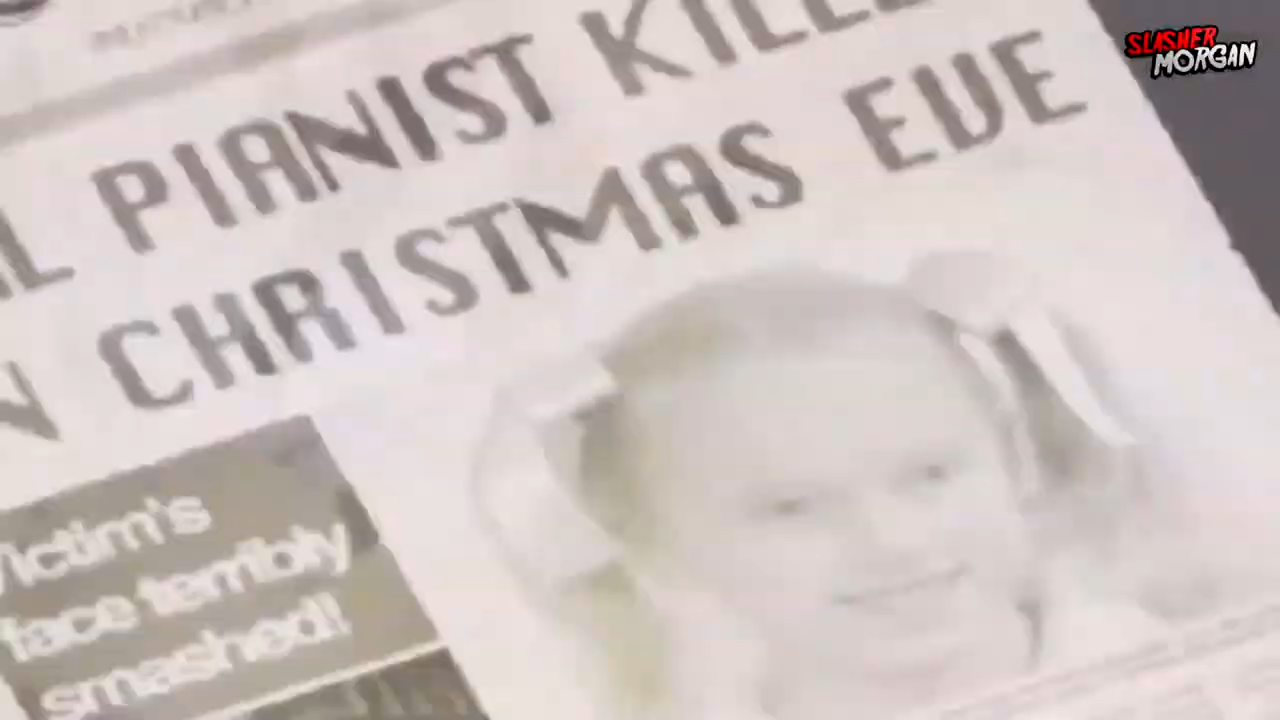 SLASHER
MORGAN
PIANIST KILL
CHRISTMAS EVE
Victim's
face terribly
smashed!